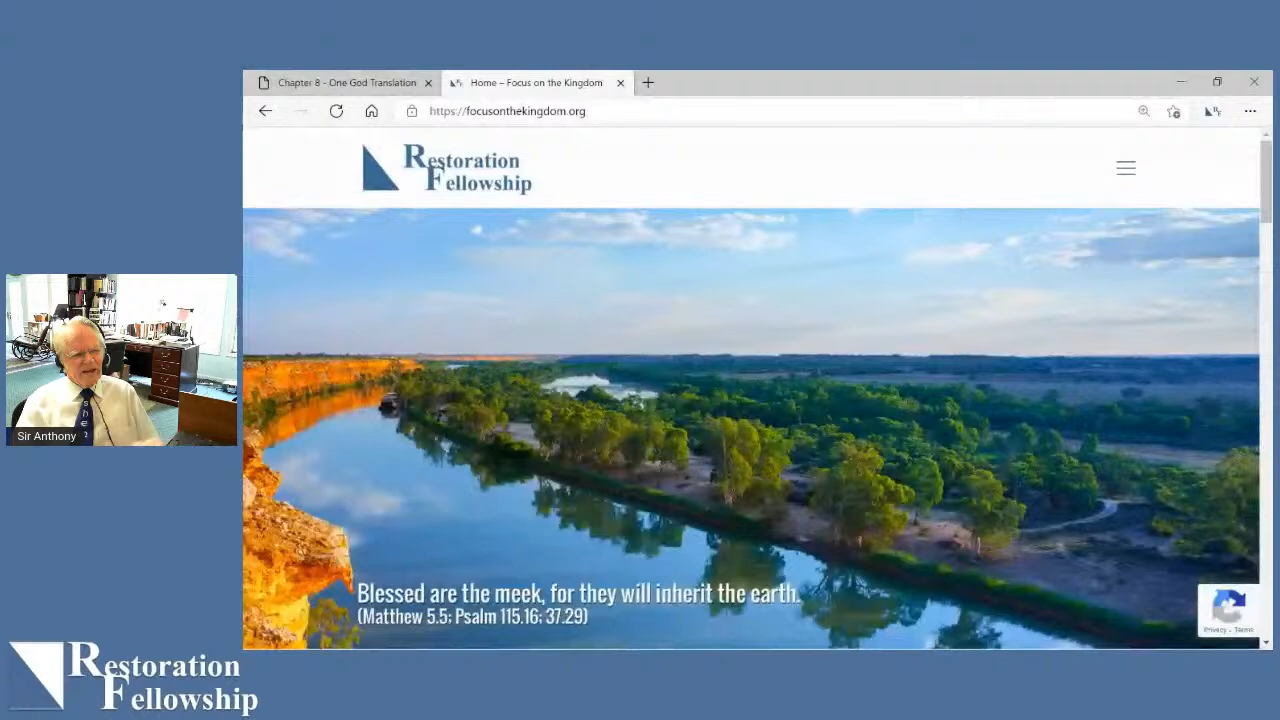 Chapter 8 - One God Translation
Home – Focus on the Kingdom
https://focusonthekingdom.org
Restoration
Fellowship
Blessed are the meek, for they will inherit the earth.
(Matthew 5.5; Psalm 115.16; 37.29)
Privacy - Terms
Sir Anthony
Restoration
Fellowship